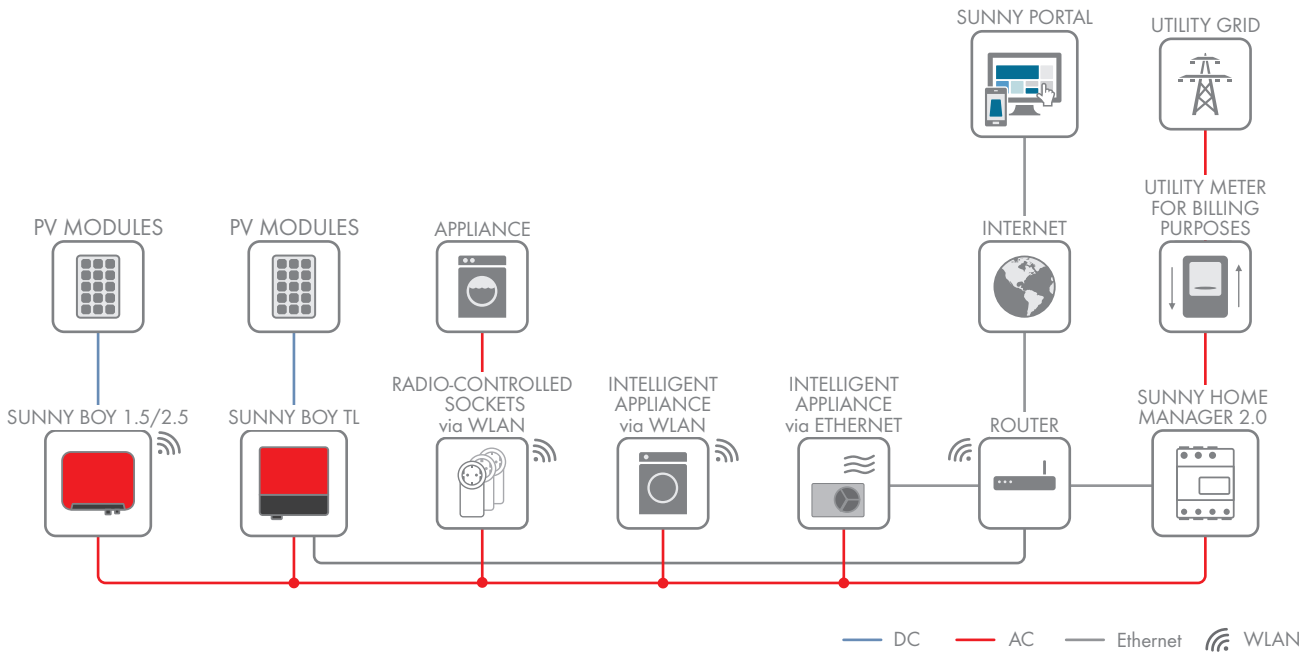 SUNNY PORTAL
UTILITY GRID
UTILITY METER
FOR BILLING
PURPOSES
PV MODULES
PV MODULES
APPLIANCE
INTERNET
RADIO-CONTROLLED
SOCKETS
via WLAN
INTELLIGENT
APPLIANCE
via WLAN
INTELLIGENT
APPLIANCE
via ETHERNET
SUNNY HOME
MANAGER 2.0
SUNNY BOY 1.5/2.5
SUNNY BOY TL
ROUTER
DC
AC
Ethernet
WLAN